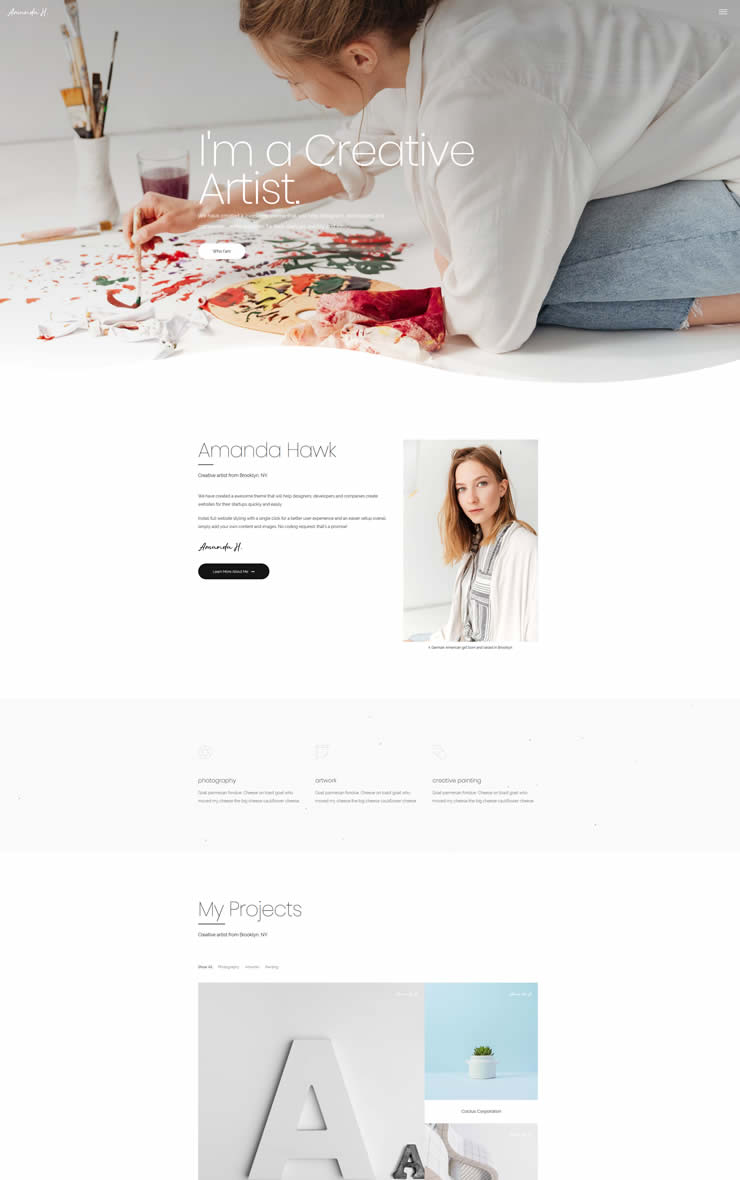 Amanda H.
I'm a Creative
Artist.
We have created a awesome theme that will help designers, developers and
Who I am
Amanda Hawk
Creative artist from Brooklyn. NY.
We have created a awesome theme that will help designers, developers and companies create
websites for their startups quickly and easily.
Install full website styling with a single click for a better user experience and an easier setup overall,
simply add your own content and images. No coding required, that's a promise!
Amanda H.
Learn More About Me
A German American girl born and raised in Brooklyn
photography
Goat parmesan fondue. Cheese on toast goat who
moved my cheese the big cheese cauliflower cheese.
artwork
Goat parmesan fondue. Cheese on toast goat who
moved my cheese the big cheese cauliflower cheese.
creative painting
Goat parmesan fondue. Cheese on toast goat who
moved my cheese the big cheese cauliflower cheese.
My Projects
Creative artist from Brooklyn. NY.
Show All Photography Artworks Painting
Amanda H.
Amanda H.
A
A
Cactus Corporation
Amanda H.